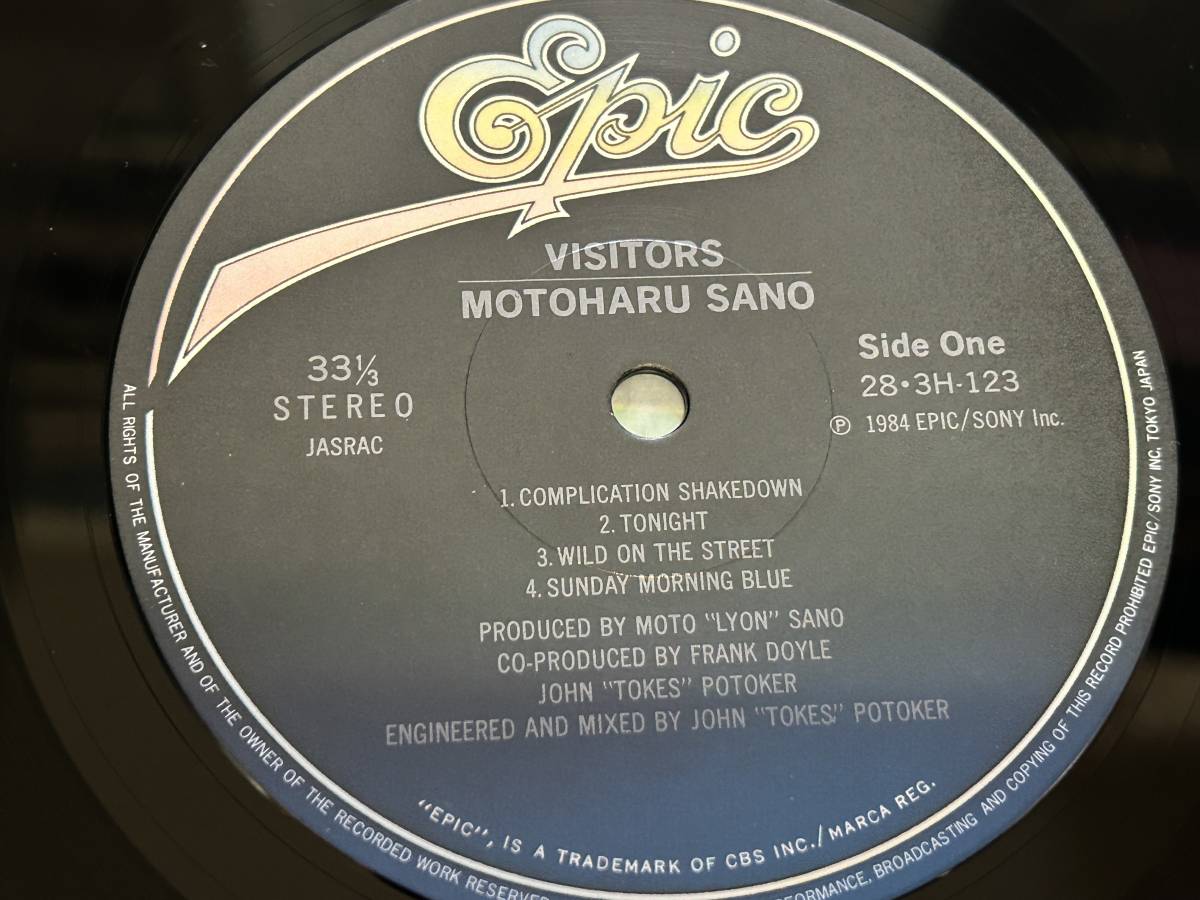 Epic
VISITORS
MOTOHARU SANO
33⅓
STEREO
JASRAC
Side One
28・3H-123
Ⓟ 1984 EPIC/SONY Inc.
1. COMPLICATION SHAKEDOWN
2. TONIGHT
3. WILD ON THE STREET
4. SUNDAY MORNING BLUE
PRODUCED BY MOTO "LYON" SANO
CO-PRODUCED BY FRANK DOYLE
JOHN "TOKES" POTOKER
ENGINEERED AND MIXED BY JOHN "TOKES" POTOKER
"EPIC", IS A TRADEMARK OF CBS INC./MARCA REG.
ALL RIGHTS OF THE MANUFACTURER AND OF THE OWNER OF THE RECORDED WORK RESERVE
BROADCASTING AND COPYING OF THIS RECORD PROHIBITED EPIC/SONY INC, TOKYO JAPAN